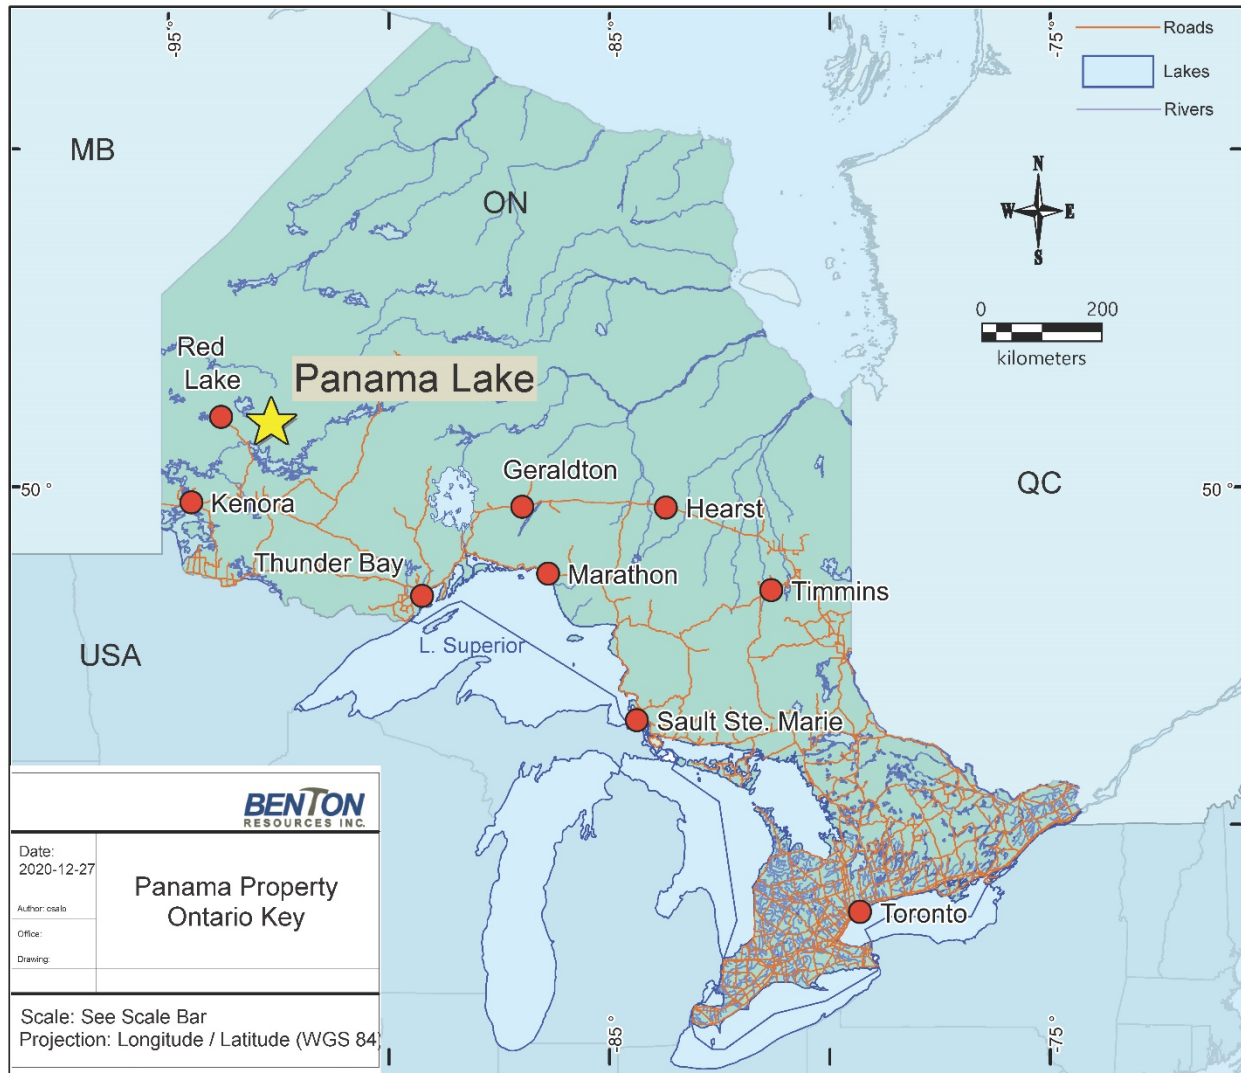 -95°
-85°
-75°
Roads
Lakes
Rivers
MB
ON
N
W E
S
0 200
kilometers
Red
Lake
Panama Lake
50 °
50 °
QC
Geraldton
Kenora
Hearst
Thunder Bay
Marathon
Timmins
USA
L. Superior
Sault Ste. Marie
Toronto
BENTON
RESOURCES INC.
Date:
2020-12-27
Author: csalo
Office:
Drawing:
Panama Property
Ontario Key
Scale: See Scale Bar
Projection: Longitude / Latitude (WGS 84)
-85°
-75°